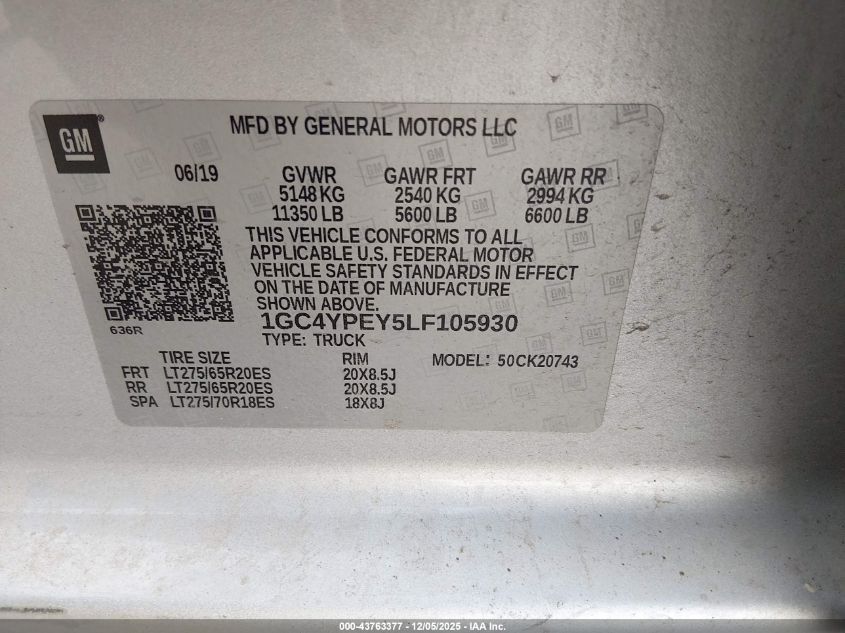 GM
MFD BY GENERAL MOTORS LLC
06/19 GVWR GAWR FRT GAWR RR
5148 KG 2540 KG 2994 KG
11350 LB 5600 LB 6600 LB
THIS VEHICLE CONFORMS TO ALL
APPLICABLE U.S. FEDERAL MOTOR
VEHICLE SAFETY STANDARDS IN EFFECT
ON THE DATE OF MANUFACTURE
SHOWN ABOVE.
636R 1GC4YPEY5LF105930
TYPE: TRUCK
TIRE SIZE RIM MODEL: 50CK20743
FRT LT275/65R20ES 20X8.5J
RR LT275/65R20ES 20X8.5J
SPA LT275/70R18ES 18X8J
000-43763377 - 12/05/2025 - IAA Inc.